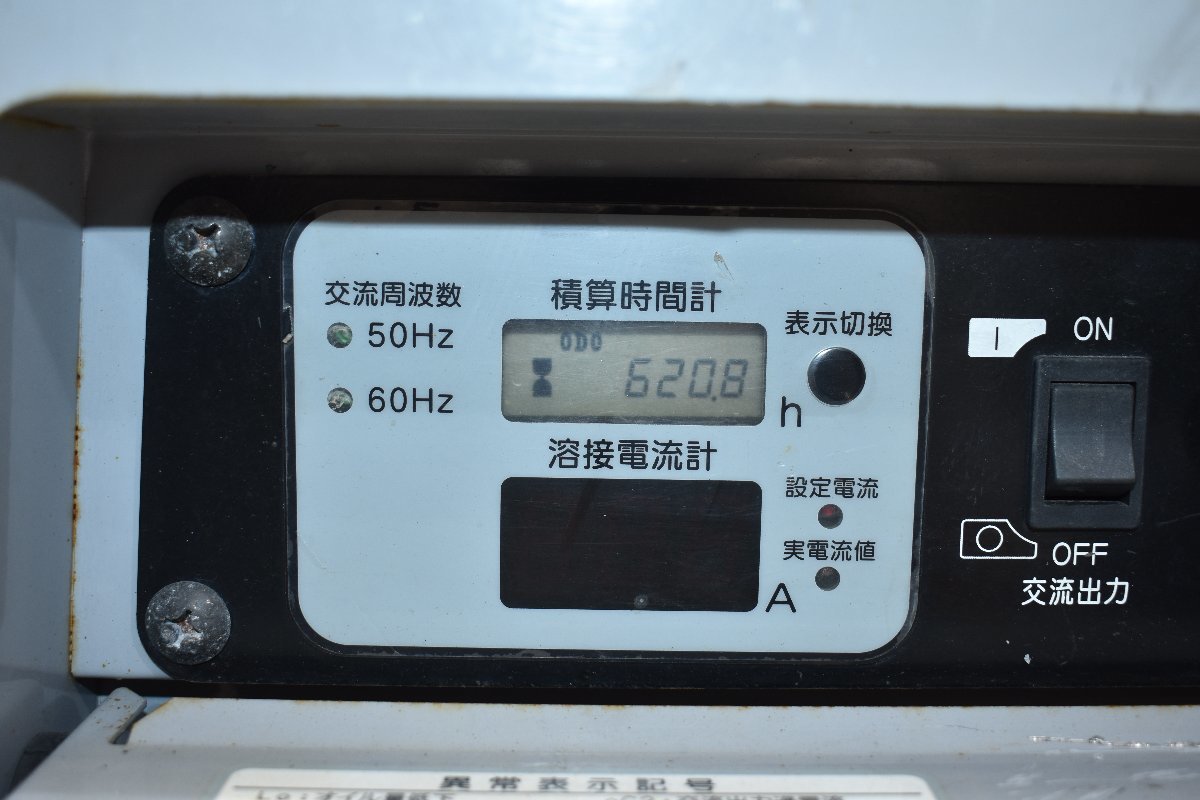 交流周波数
50Hz
60Hz
積算時間計
ODO
620.8
h
表示切換
溶接電流計
A
設定電流
実電流値
I
ON
OFF
交流出力
異常表示記号